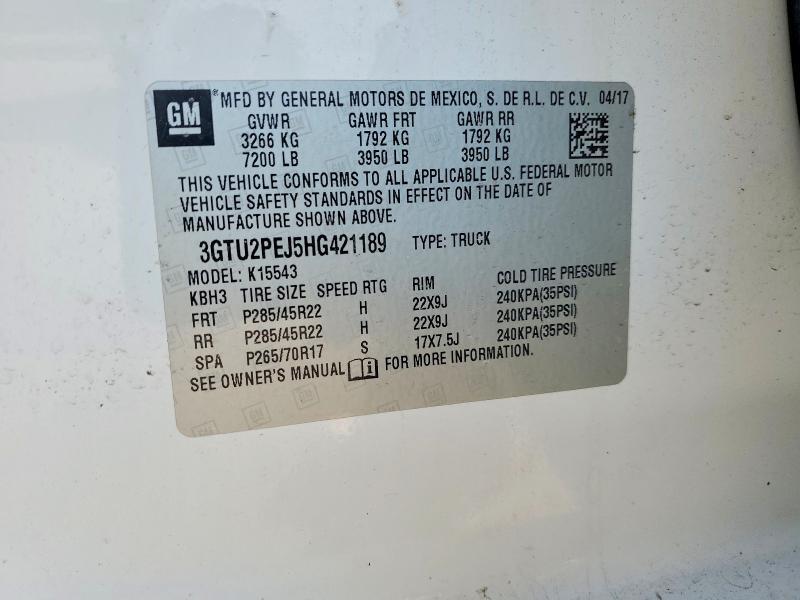 GM ® MFD BY GENERAL MOTORS DE MEXICO, S. DE R.L. DE C.V. 04/17
GVWR GAWR FRT GAWR RR
3266 KG 1792 KG 1792 KG
7200 LB 3950 LB 3950 LB
THIS VEHICLE CONFORMS TO ALL APPLICABLE U.S. FEDERAL MOTOR
VEHICLE SAFETY STANDARDS IN EFFECT ON THE DATE OF
MANUFACTURE SHOWN ABOVE.
3GTU2PEJ5HG421189 TYPE: TRUCK
MODEL: K15543
KBH3 TIRE SIZE SPEED RTG RIM COLD TIRE PRESSURE
FRT P285/45R22 H 22X9J 240KPA(35PSI)
RR P285/45R22 H 22X9J 240KPA(35PSI)
SPA P265/70R17 S 17X7.5J 240KPA(35PSI)
SEE OWNER'S MANUAL FOR MORE INFORMATION.